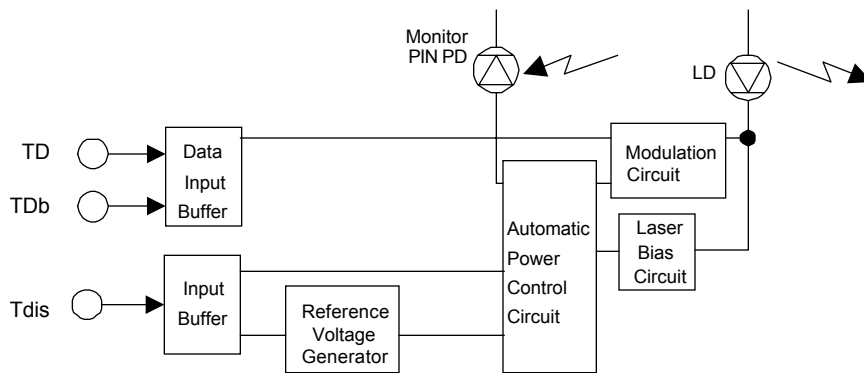 Monitor
PIN PD
LD
TD
TDb
Data
Input
Buffer
Modulation
Circuit
Automatic
Power
Control
Circuit
Laser
Bias
Circuit
Tdis
Input
Buffer
Reference
Voltage
Generator